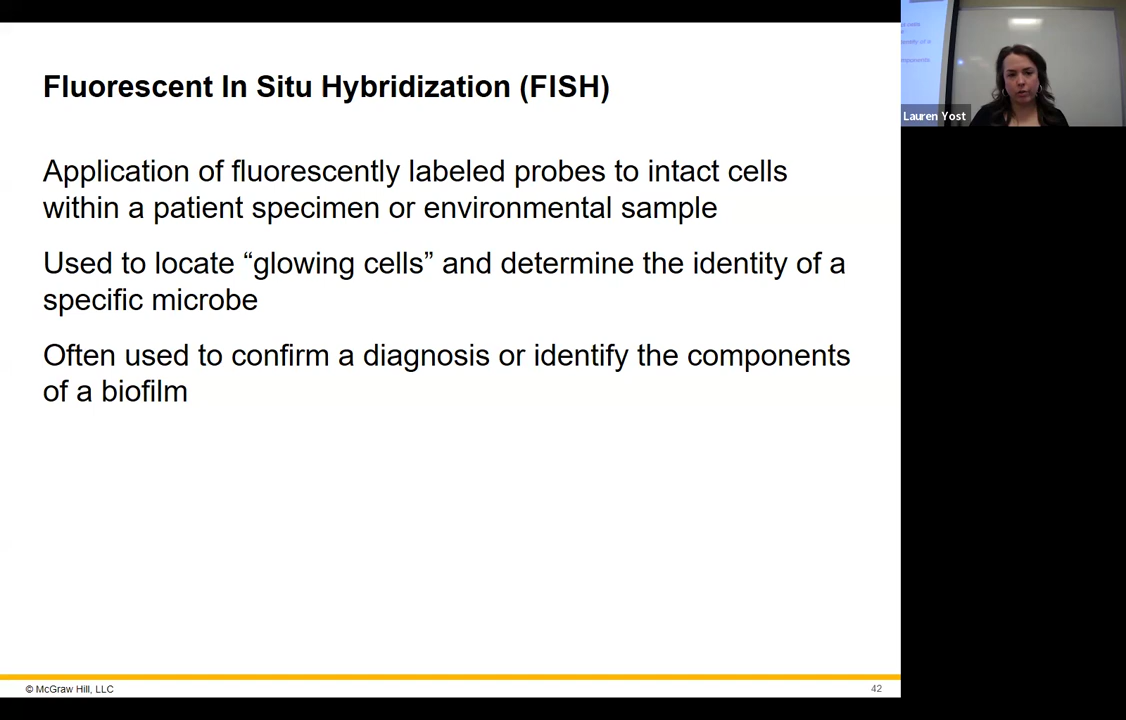 Fluorescent In Situ Hybridization (FISH)
Application of fluorescently labeled probes to intact cells
within a patient specimen or environmental sample
Used to locate “glowing cells” and determine the identity of a
specific microbe
Often used to confirm a diagnosis or identify the components
of a biofilm
© McGraw Hill, LLC
42
Lauren Yost